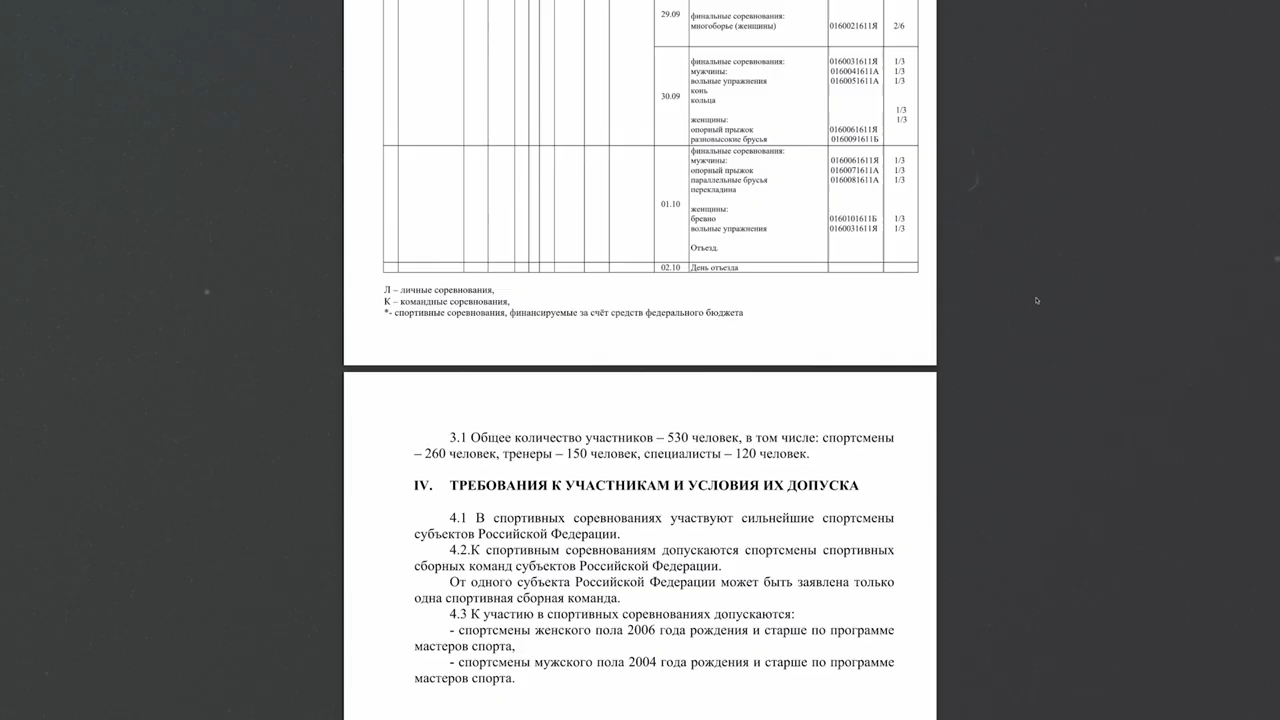 29.09
финальные соревнования:
многоборье (женщины) 0160021611Я 2/6
финальные соревнования: 0160031611Я 1/3
мужчины: 0160041611А 1/3
вольные упражнения 0160051611А 1/3
конь
30.09
кольца
1/3
женщины: 1/3
опорный прыжок 0160061611Я
разновысокие брусья 0160091611Б
финальные соревнования:
мужчины: 0160061611Я 1/3
опорный прыжок 0160071611А 1/3
параллельные брусья 0160081611А 1/3
перекладина
01.10
женщины:
бревно 0160101611Б 1/3
вольные упражнения 0160031611Я 1/3
Отъезд.
02.10 День отъезда
Л – личные соревнования,
К – командные соревнования,
*- спортивные соревнования, финансируемые за счёт средств федерального бюджета
3.1 Общее количество участников – 530 человек, в том числе: спортсмены
– 260 человек, тренеры – 150 человек, специалисты – 120 человек.
IV. ТРЕБОВАНИЯ К УЧАСТНИКАМ И УСЛОВИЯ ИХ ДОПУСКА
4.1 В спортивных соревнованиях участвуют сильнейшие спортсмены
субъектов Российской Федерации.
4.2.К спортивным соревнованиям допускаются спортсмены спортивных
сборных команд субъектов Российской Федерации.
От одного субъекта Российской Федерации может быть заявлена только
одна спортивная сборная команда.
4.3 К участию в спортивных соревнованиях допускаются:
- спортсмены женского пола 2006 года рождения и старше по программе
мастеров спорта,
- спортсмены мужского пола 2004 года рождения и старше по программе
мастеров спорта.